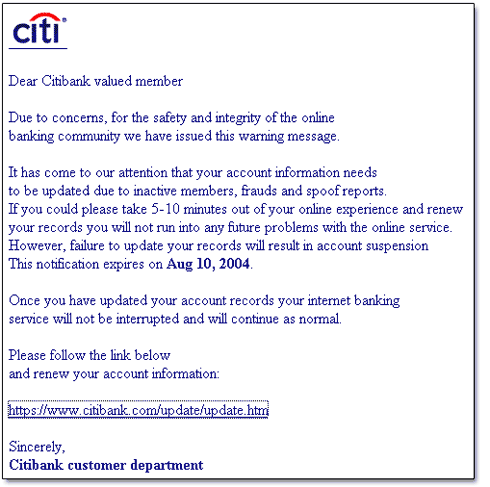 citi®
Dear Citibank valued member
Due to concerns, for the safety and integrity of the online
banking community we have issued this warning message.
It has come to our attention that your account information needs
to be updated due to inactive members, frauds and spoof reports.
If you could please take 5-10 minutes out of your online experience and renew
your records you will not run into any future problems with the online service.
However, failure to update your records will result in account suspension
This notification expires on Aug 10, 2004.
Once you have updated your account records your internet banking
service will not be interrupted and will continue as normal.
Please follow the link below
and renew your account information:
https://www.citibank.com/update/update.htm
Sincerely,
Citibank customer department